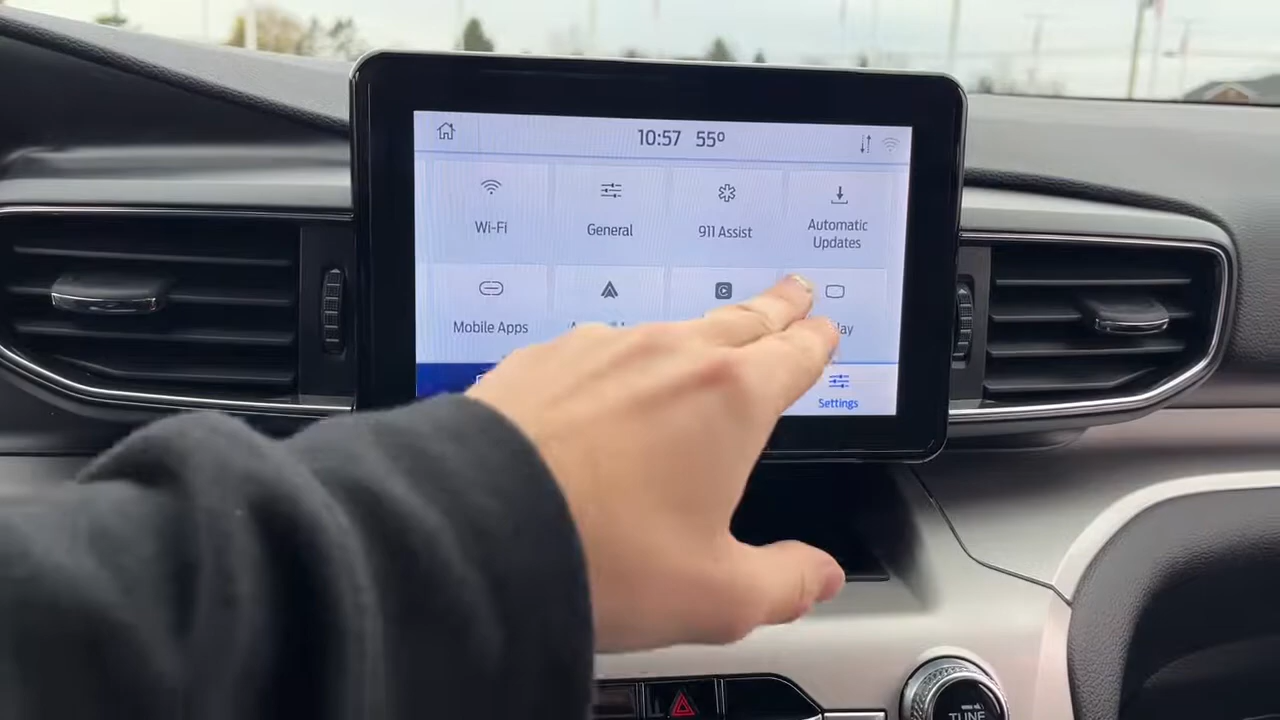 10:57 55°
Wi-Fi
General
911 Assist
Automatic
Updates
Mobile Apps
Settings
TUNE